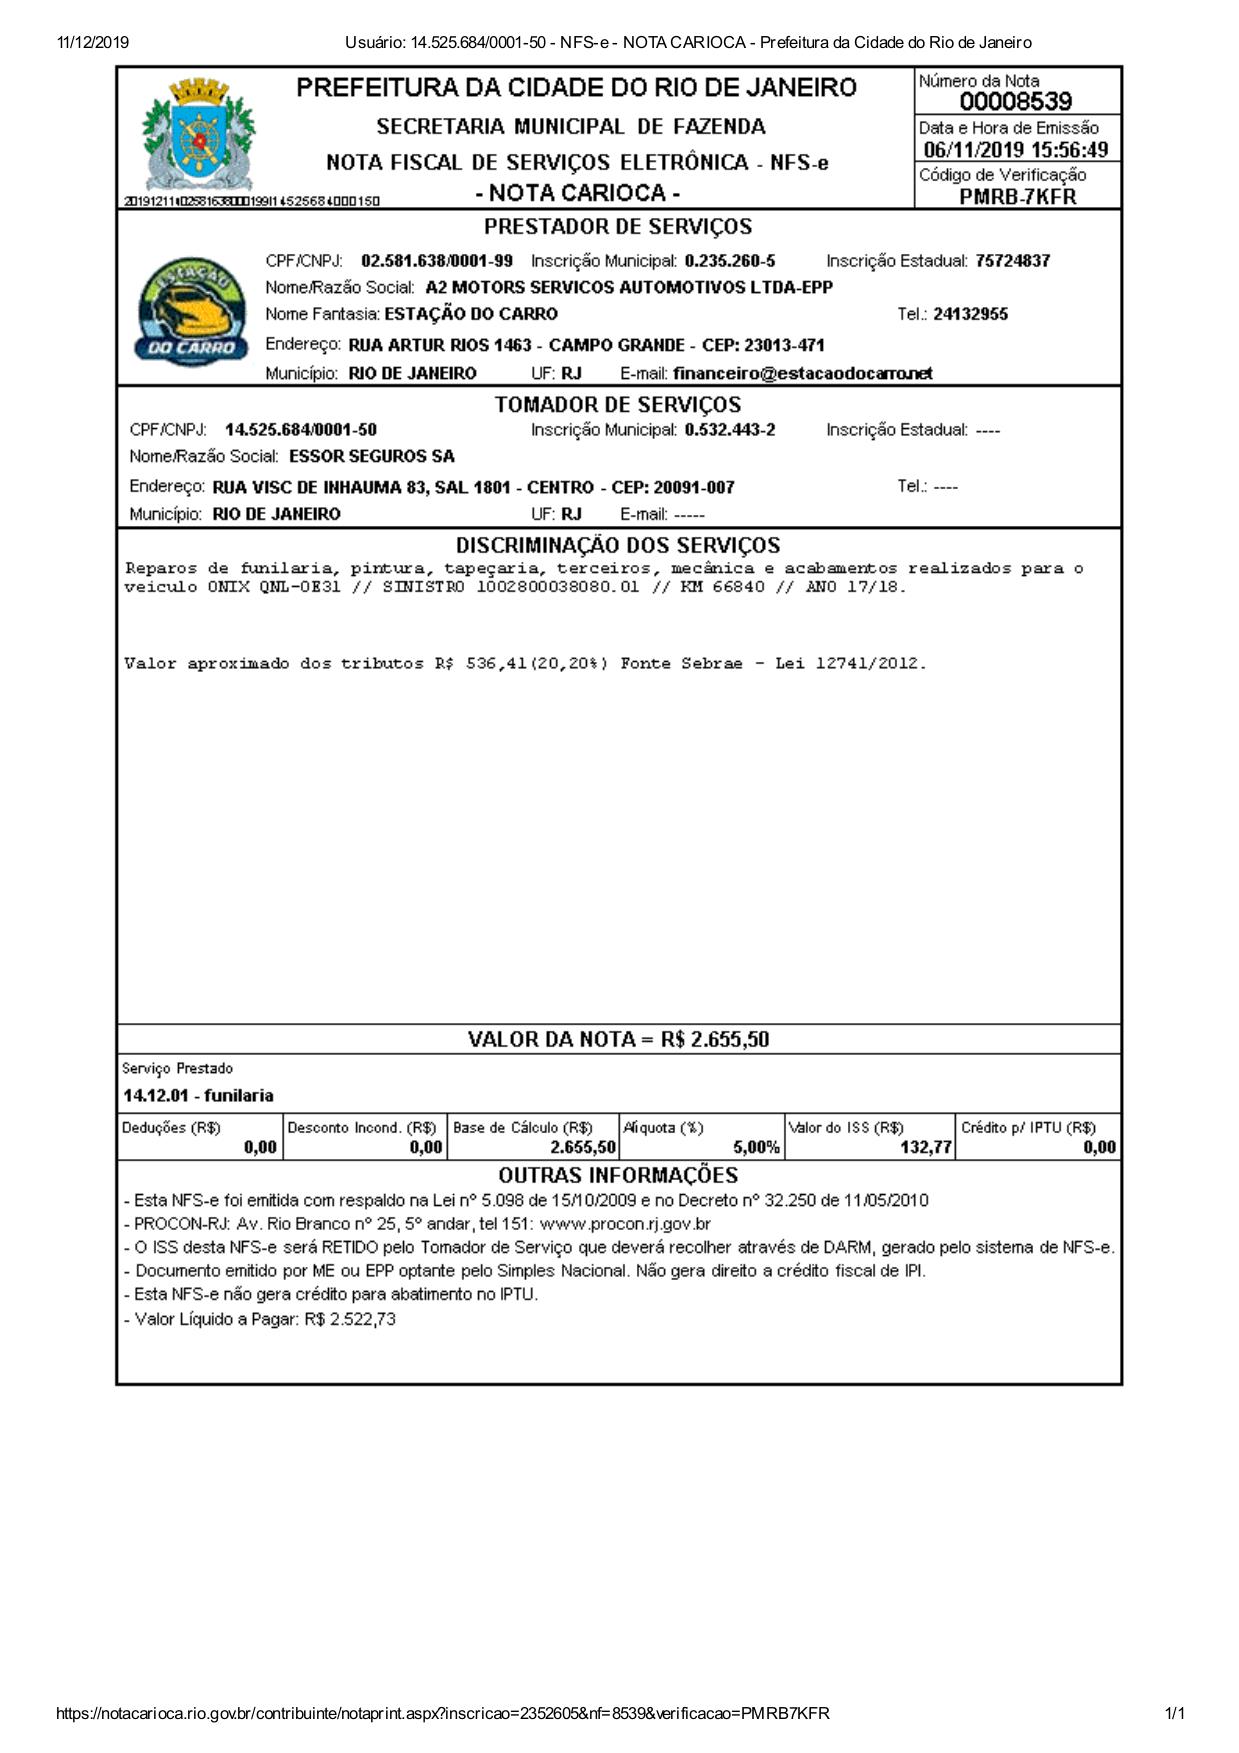 11/12/2019 Usuário: 14.525.684/0001-50 - NFS-e - NOTA CARIOCA - Prefeitura da Cidade do Rio de Janeiro
PREFEITURA DA CIDADE DO RIO DE JANEIRO
SECRETARIA MUNICIPAL DE FAZENDA
NOTA FISCAL DE SERVIÇOS ELETRÔNICA - NFS-e
- NOTA CARIOCA -
Número da Nota
00008539
Data e Hora de Emissão
06/11/2019 15:56:49
Código de Verificação
PMRB-7KFR
PRESTADOR DE SERVIÇOS
ESTAÇÃO
DO CARRO
CPF/CNPJ: 02.581.638/0001-99 Inscrição Municipal: 0.235.260-5 Inscrição Estadual: 75724837
Nome/Razão Social: A2 MOTORS SERVICOS AUTOMOTIVOS LTDA-EPP
Nome Fantasia: ESTAÇÃO DO CARRO Tel.: 24132955
Endereço: RUA ARTUR RIOS 1463 - CAMPO GRANDE - CEP: 23013-471
Município: RIO DE JANEIRO UF: RJ E-mail: financeiro@estacaodocarro.net
TOMADOR DE SERVIÇOS
CPF/CNPJ: 14.525.684/0001-50 Inscrição Municipal: 0.532.443-2 Inscrição Estadual: ----
Nome/Razão Social: ESSOR SEGUROS SA
Endereço: RUA VISC DE INHAUMA 83, SAL 1801 - CENTRO - CEP: 20091-007 Tel.: ----
Município: RIO DE JANEIRO UF: RJ E-mail: -----
DISCRIMINAÇÃO DOS SERVIÇOS
Reparos de funilaria, pintura, tapeçaria, terceiros, mecânica e acabamentos realizados para o
veiculo ONIX QNL-0E31 // SINISTRO 1002800038080.01 // KM 66840 // ANO 17/18.
Valor aproximado dos tributos R$ 536,41(20,20%) Fonte Sebrae - Lei 12741/2012.
VALOR DA NOTA = R$ 2.655,50
Serviço Prestado
14.12.01 - funilaria
Deduções (R$) Desconto Incond. (R$) Base de Cálculo (R$) Alíquota (%) Valor do ISS (R$) Crédito p/ IPTU (R$)
0,00 0,00 2.655,50 5,00% 132,77 0,00
OUTRAS INFORMAÇÕES
- Esta NFS-e foi emitida com respaldo na Lei nº 5.098 de 15/10/2009 e no Decreto nº 32.250 de 11/05/2010
- PROCON-RJ: Av. Rio Branco nº 25, 5º andar, tel 151: www.procon.rj.gov.br
- O ISS desta NFS-e será RETIDO pelo Tomador de Serviço que deverá recolher através de DARM, gerado pelo sistema de NFS-e.
- Documento emitido por ME ou EPP optante pelo Simples Nacional. Não gera direito a crédito fiscal de IPI.
- Esta NFS-e não gera crédito para abatimento no IPTU.
- Valor Líquido a Pagar: R$ 2.522,73
https://notacarioca.rio.gov.br/contribuinte/notaprint.aspx?inscricao=2352605&nf=8539&verificacao=PMRB7KFR 1/1